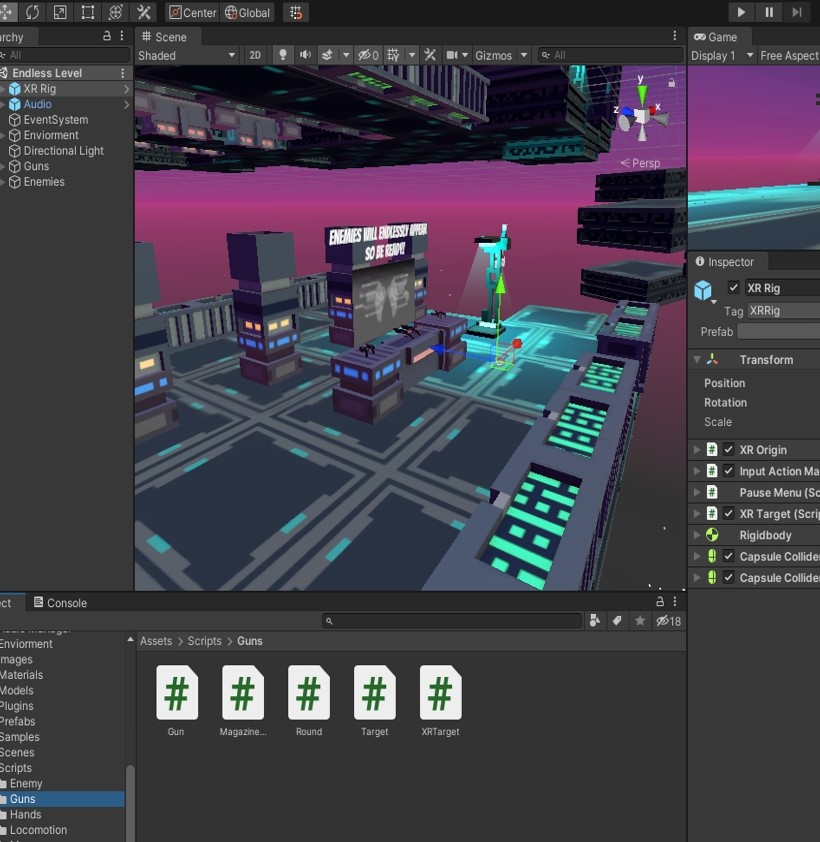 Center Global
archy Scene Game
All Shaded 2D 0 Gizmos All Display 1 Free Aspect
Endless Level
XR Rig
Audio
EventSystem
Enviorment
Directional Light
Guns
Enemies
y
z x
Persp
ENEMIES WILL ENDLESSLY APPEAR
SO BE READY!
Inspector
XR Rig
Tag XRRig
Prefab
Transform
Position
Rotation
Scale
XR Origin
Input Action Ma
Pause Menu (Sc
XR Target (Scrip
Rigidbody
Capsule Collide
Capsule Collide
ect Console
18
Assets > Scripts > Guns
Enviorment
mages
Materials
Models
Plugins
Prefabs
Samples
Scenes
Scripts
Enemy
Guns
Hands
Locomotion
Gun Magazine... Round Target XRTarget